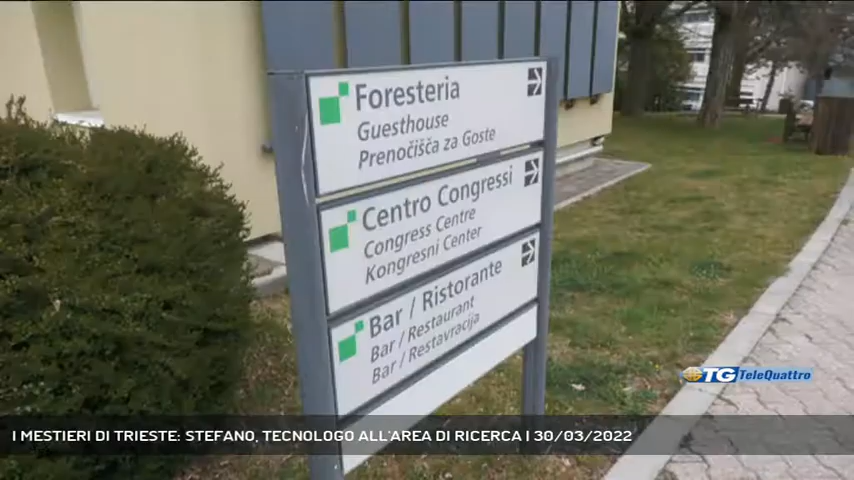 Foresteria
Guesthouse
Prenočišča za Goste
Centro Congressi
Congress Centre
Kongresni Center
Bar / Ristorante
Bar / Restaurant
Bar / Restavracija
TG TeleQuattro
I MESTIERI DI TRIESTE: STEFANO, TECNOLOGO ALL'AREA DI RICERCA | 30/03/2022